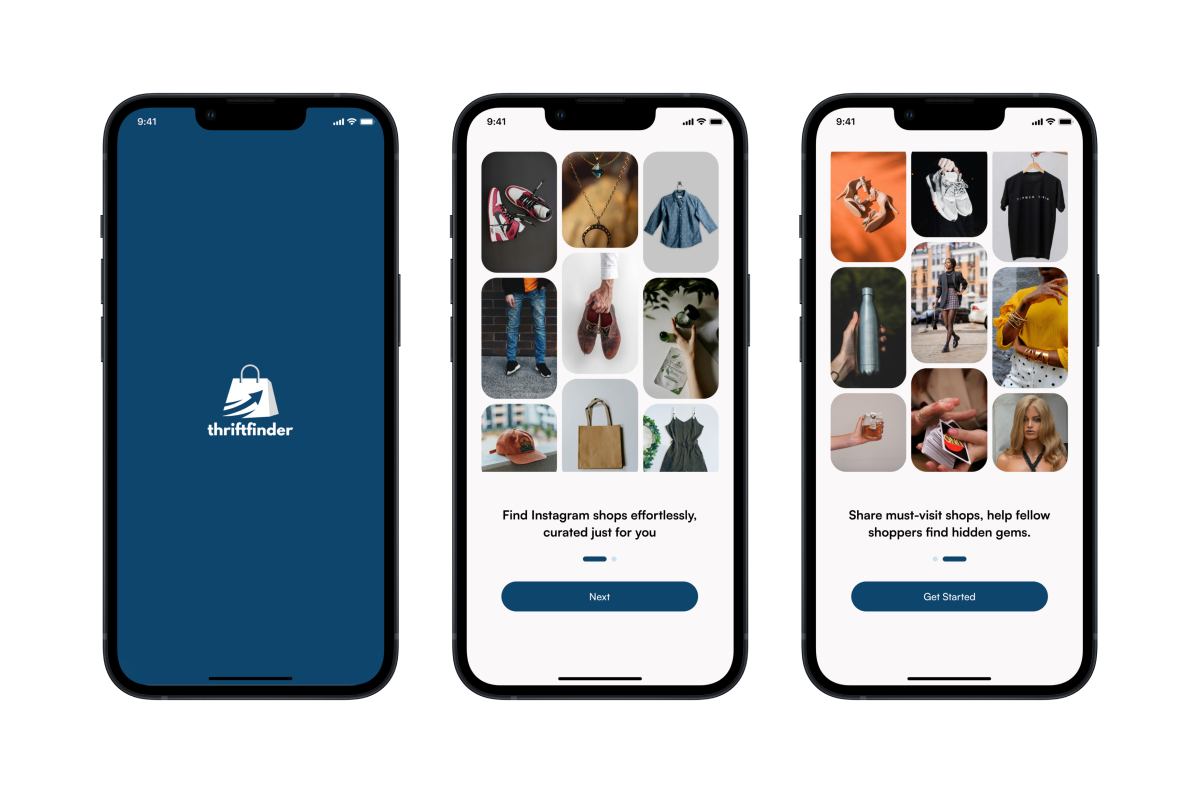 9:41
thriftfinder
9:41
Find Instagram shops effortlessly,
curated just for you
Next
9:41
Share must-visit shops, help fellow
shoppers find hidden gems.
Get Started